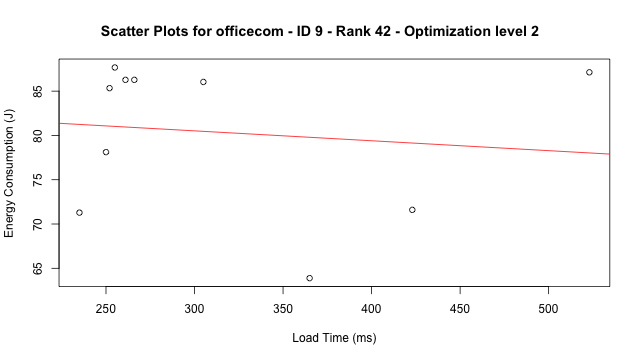 Scatter Plots for officecom - ID 9 - Rank 42 - Optimization level 2
Energy Consumption (J)
85
80
75
70
65
250 300 350 400 450 500
Load Time (ms)